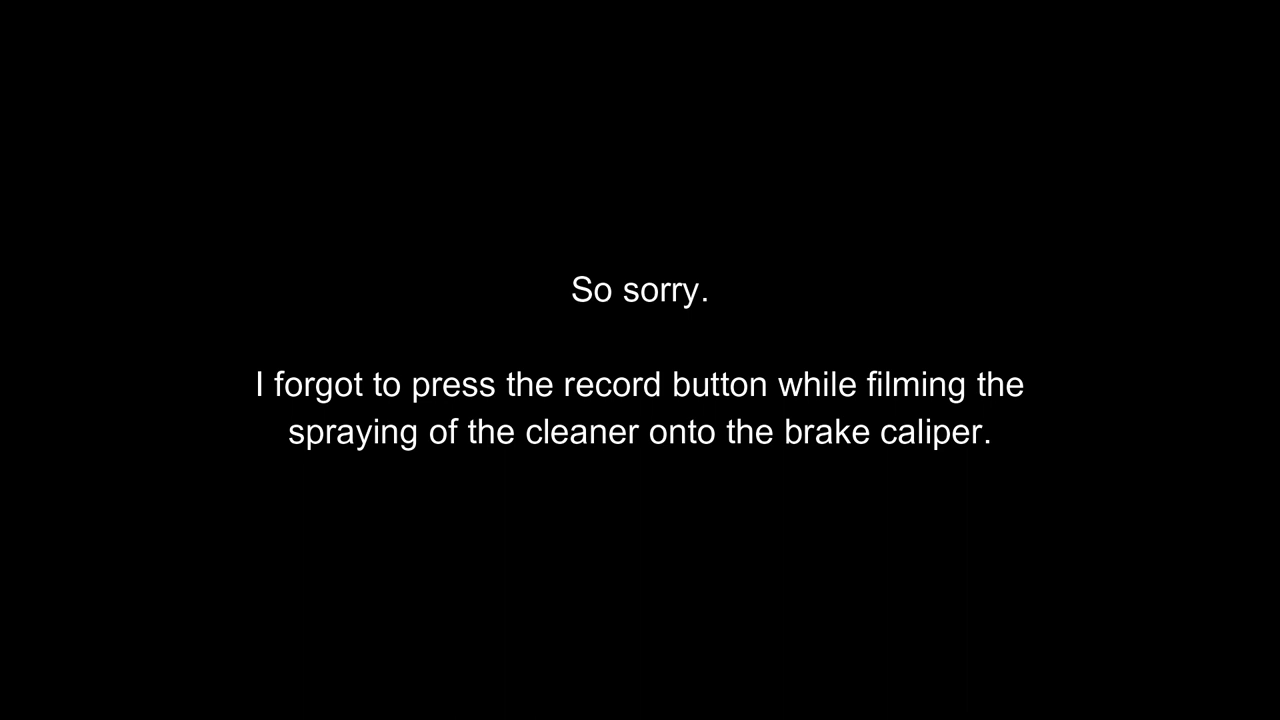 So sorry.
I forgot to press the record button while filming the
spraying of the cleaner onto the brake caliper.